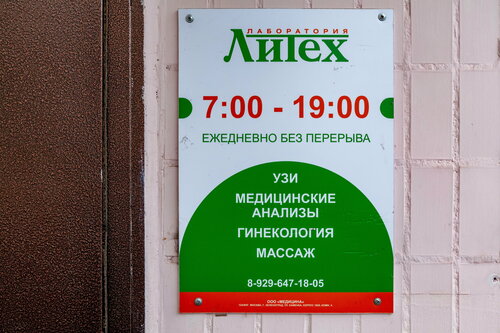 ЛАБОРАТОРИЯ
ЛиТех
7:00 - 19:00
ЕЖЕДНЕВНО БЕЗ ПЕРЕРЫВА
УЗИ
МЕДИЦИНСКИЕ
АНАЛИЗЫ
ГИНЕКОЛОГИЯ
МАССАЖ
8-929-647-18-05
ООО «МЕДИЦИНА»